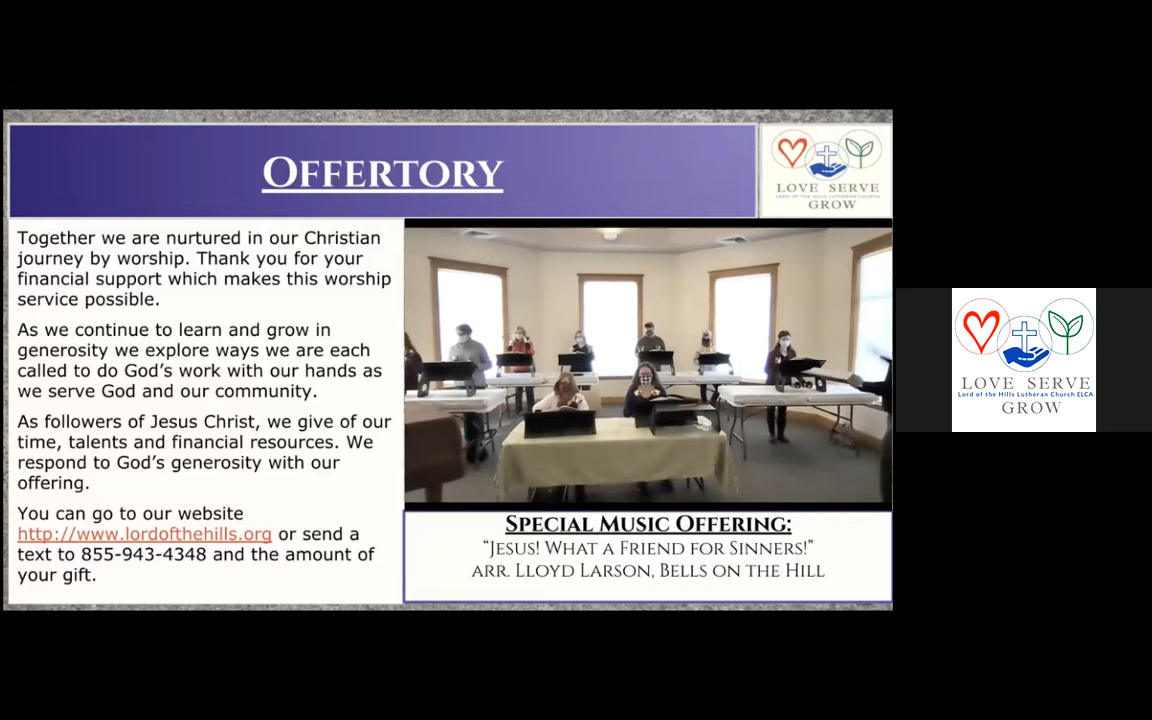 OFFERTORY
LOVE SERVE
LORD OF THE HILLS LUTHERAN CHURCH
GROW
Together we are nurtured in our Christian
journey by worship. Thank you for your
financial support which makes this worship
service possible.
As we continue to learn and grow in
generosity we explore ways we are each
called to do God's work with our hands as
we serve God and our community.
As followers of Jesus Christ, we give of our
time, talents and financial resources. We
respond to God's generosity with our
offering.
You can go to our website
http://www.lordofthehills.org or send a
text to 855-943-4348 and the amount of
your gift.
SPECIAL MUSIC OFFERING:
“JESUS! WHAT A FRIEND FOR SINNERS!”
ARR. LLOYD LARSON, BELLS ON THE HILL
LOVE SERVE
Lord of the Hills Lutheran Church ELCA
GROW